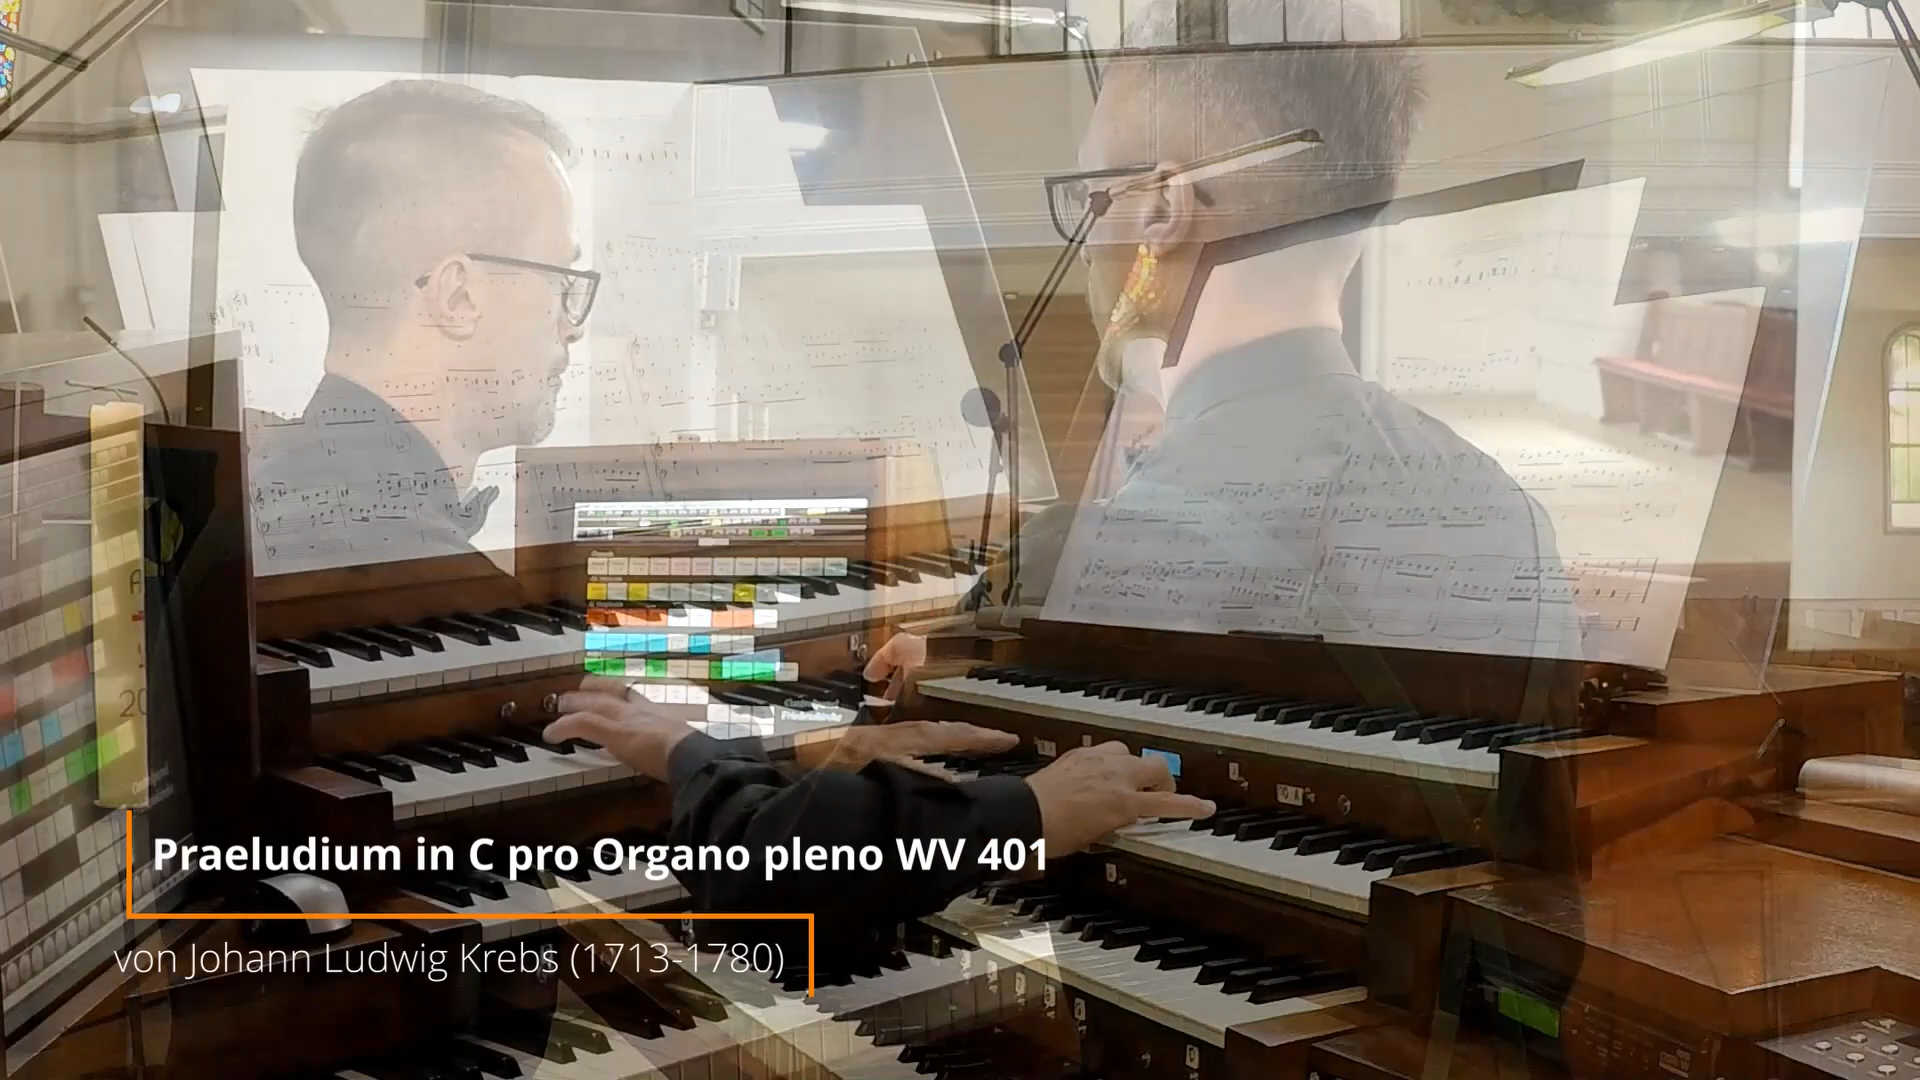 Praeludium in C pro Organo pleno WV 401
von Johann Ludwig Krebs (1713-1780)